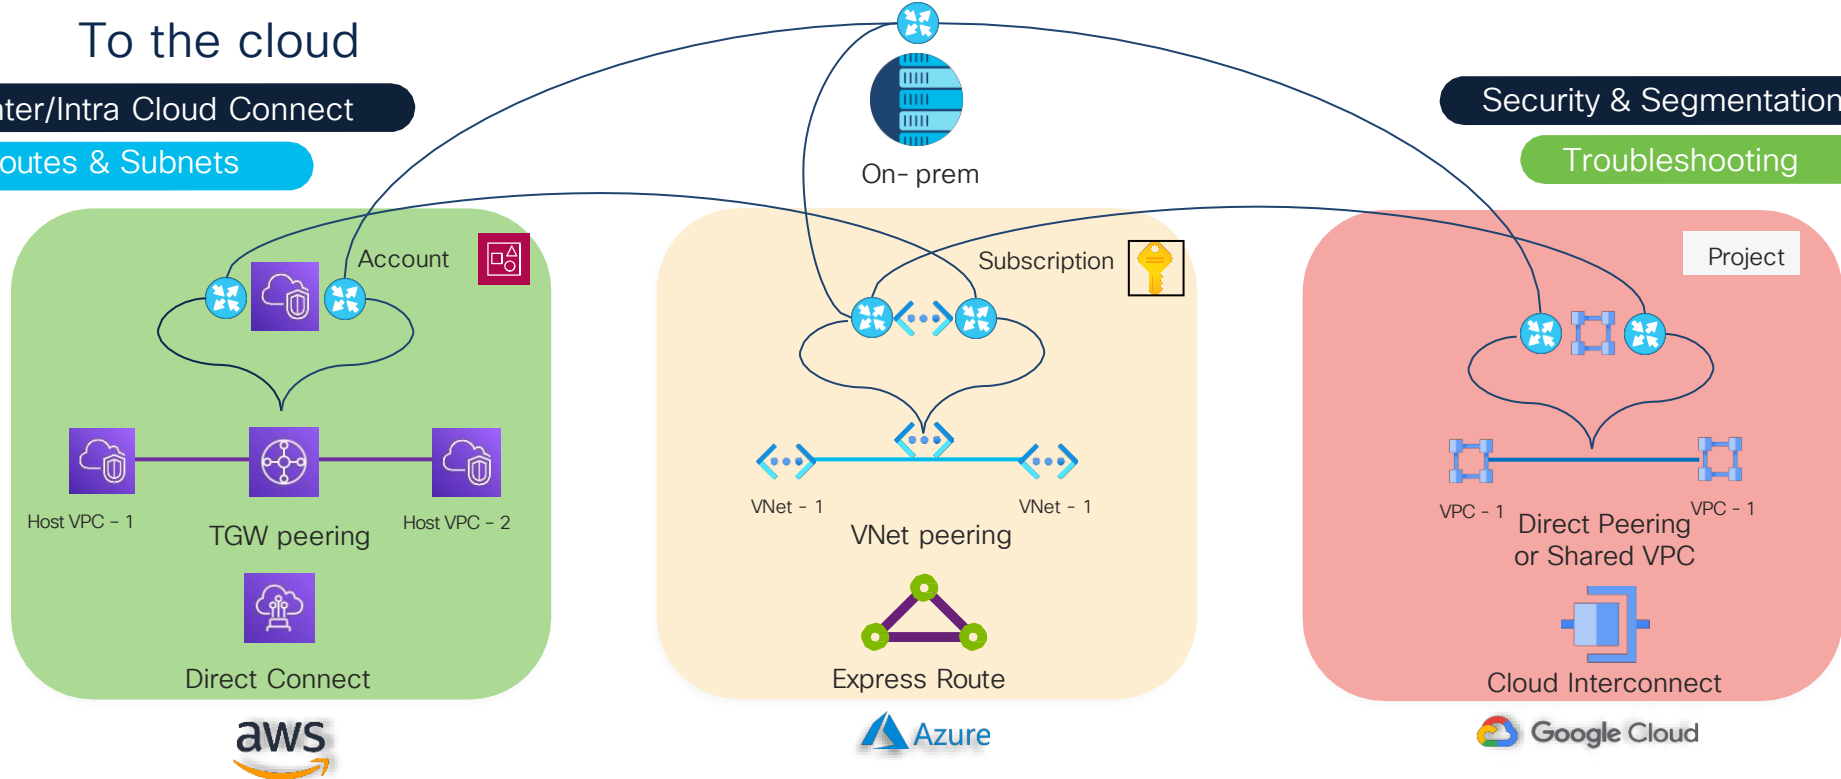 To the cloud
nter/Intra Cloud Connect
outes & Subnets
Security & Segmentation
Troubleshooting
On- prem
Account
Subscription
Project
Host VPC - 1
Host VPC - 2
TGW peering
Direct Connect
aws
VNet - 1
VNet - 1
VNet peering
Express Route
Azure
VPC - 1
VPC - 1
Direct Peering
or Shared VPC
Cloud Interconnect
Google Cloud